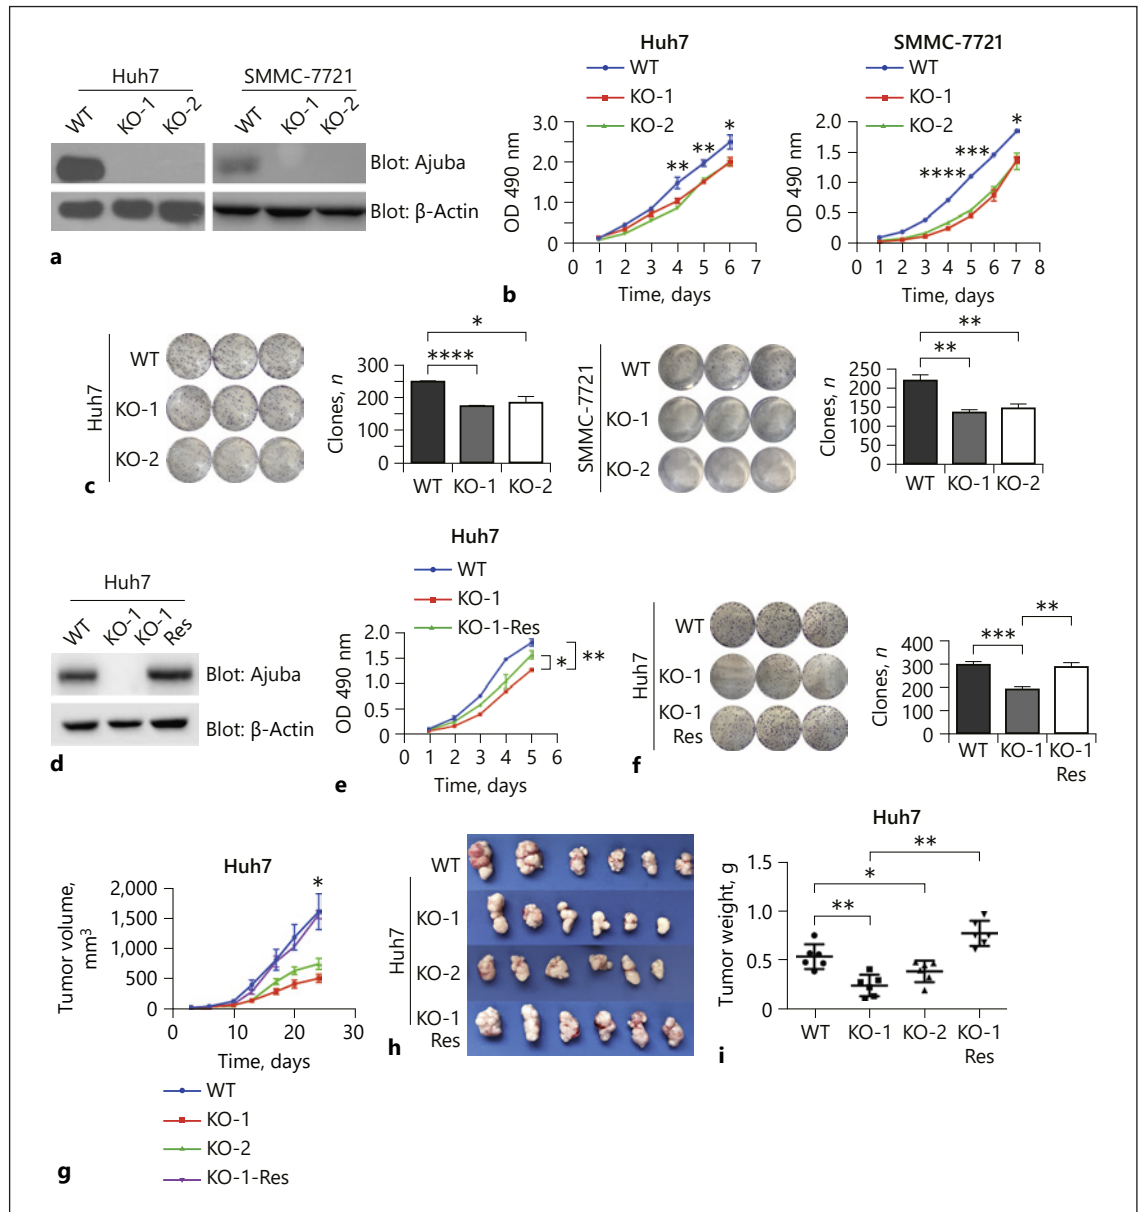 Huh7
SMMC-7721
WT
KO-1
KO-2
WT
KO-1
KO-2
Blot: Ajuba
Blot: β-Actin
a
Huh7
WT
KO-1
KO-2
OD 490 nm
3.0
2.0
1.0
0
** ** *
0 1 2 3 4 5 6 7
Time, days
b
SMMC-7721
WT
KO-1
KO-2
OD 490 nm
2.0
1.5
1.0
0.5
0
**** *** *
0 1 2 3 4 5 6 7 8
Time, days
Huh7
WT
KO-1
KO-2
c
*
****
Clones, n
300
200
100
0
WT KO-1 KO-2
SMMC-7721
WT
KO-1
KO-2
**
**
Clones, n
250
200
150
100
50
0
WT KO-1 KO-2
Huh7
WT
KO-1
KO-1
Res
Blot: Ajuba
Blot: β-Actin
d
Huh7
WT
KO-1
KO-1-Res
OD 490 nm
2.0
1.5
1.0
0.5
0
* **
0 1 2 3 4 5 6
Time, days
e
Huh7
WT
KO-1
KO-1
Res
f
**
***
Clones, n
400
300
200
100
0
WT KO-1 KO-1
Res
Huh7
Tumor volume,
mm³
2,000
1,500
1,000
500
0
*
0 10 20 30
Time, days
WT
KO-1
KO-2
KO-1-Res
g
Huh7
WT
KO-1
KO-2
KO-1
Res
h
Huh7
**
*
**
Tumor weight, g
1.5
1.0
0.5
0
WT KO-1 KO-2 KO-1
Res
i